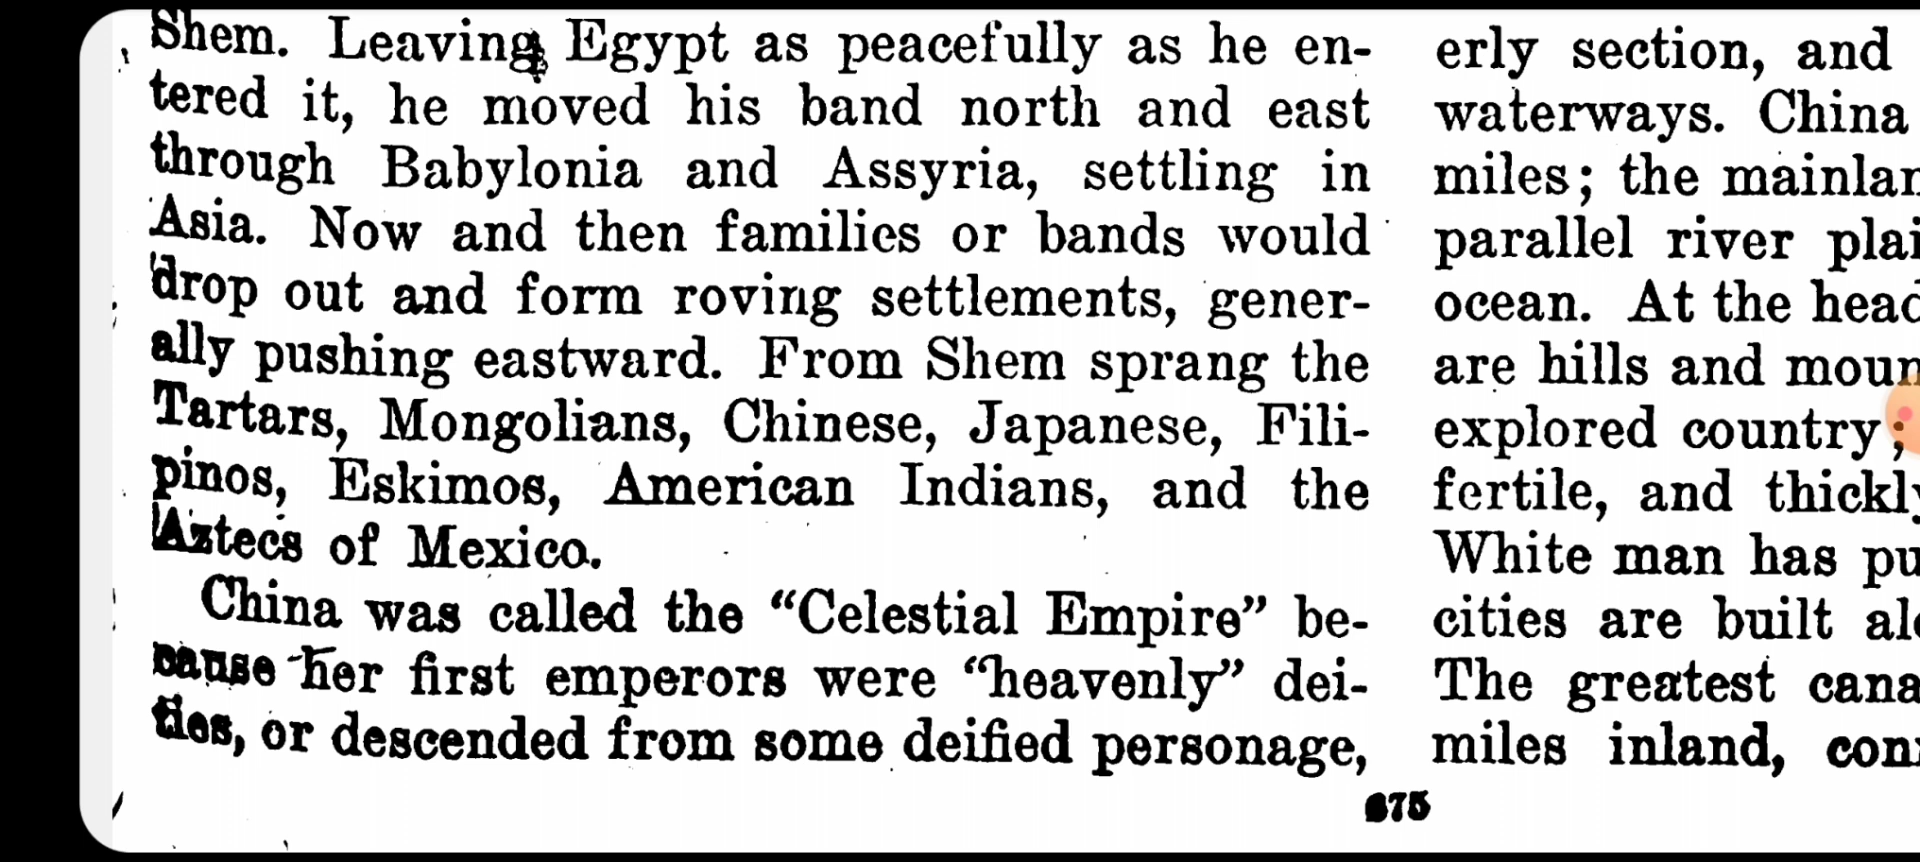 Shem. Leaving Egypt as peacefully as he en-
tered it, he moved his band north and east
through Babylonia and Assyria, settling in
Asia. Now and then families or bands would
drop out and form roving settlements, gener-
ally pushing eastward. From Shem sprang the
Tartars, Mongolians, Chinese, Japanese, Fili-
pinos, Eskimos, American Indians, and the
Aztecs of Mexico.
China was called the “Celestial Empire” be-
cause her first emperors were “heavenly” dei-
ties, or descended from some deified personage,
erly section, and
waterways. China
miles; the mainlan
parallel river plai
ocean. At the head
are hills and moun
explored country;
fertile, and thickly
White man has pu
cities are built alo
The greatest cana
miles inland, con
675